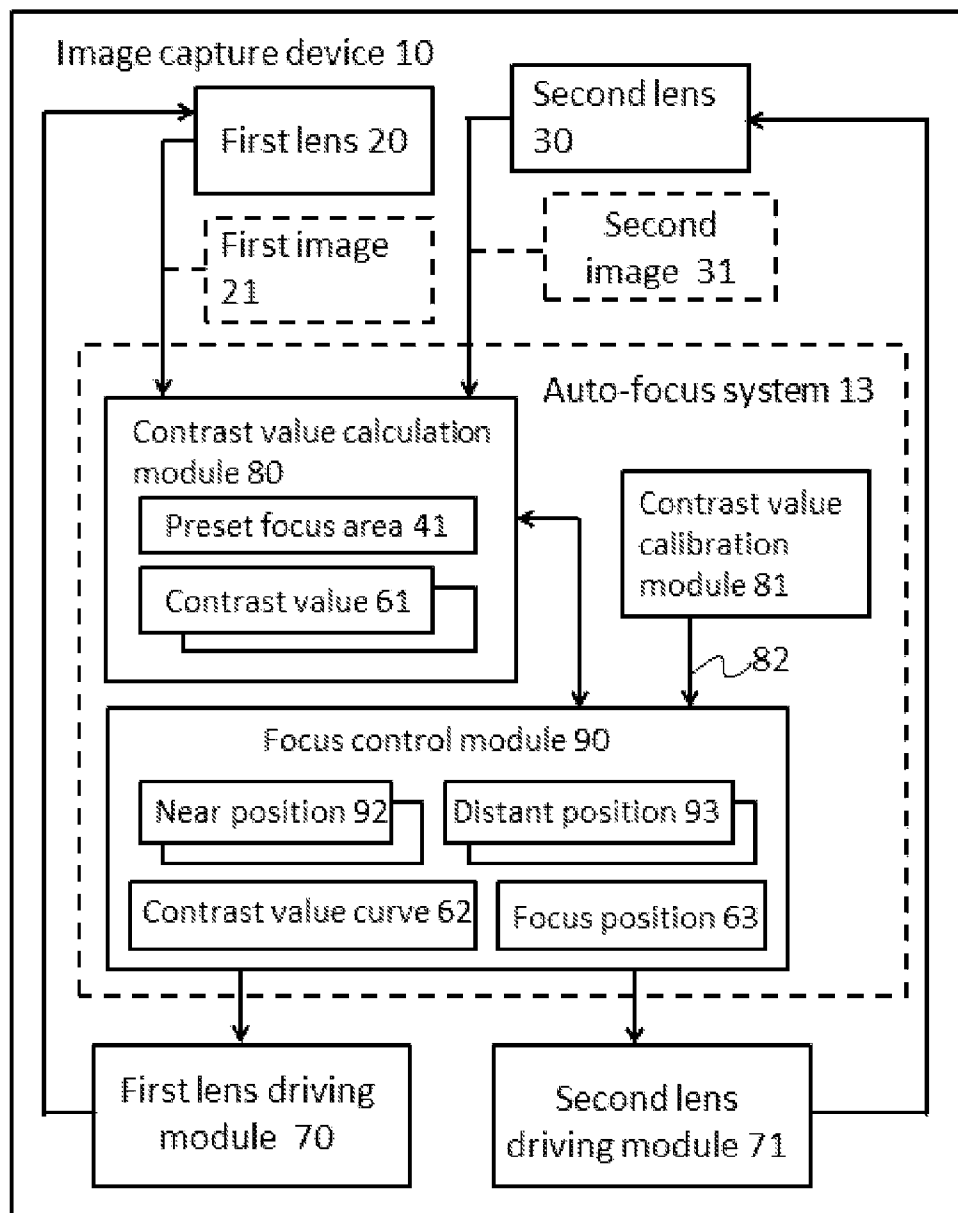 Image capture device 10
First lens 20
Second lens
30
First image
21
Second
image 31
Auto-focus system 13
Contrast value calculation
module 80
Preset focus area 41
Contrast value 61
Contrast value
calibration
module 81
82
Focus control module 90
Near position 92
Distant position 93
Contrast value curve 62
Focus position 63
First lens driving
module 70
Second lens
driving module 71